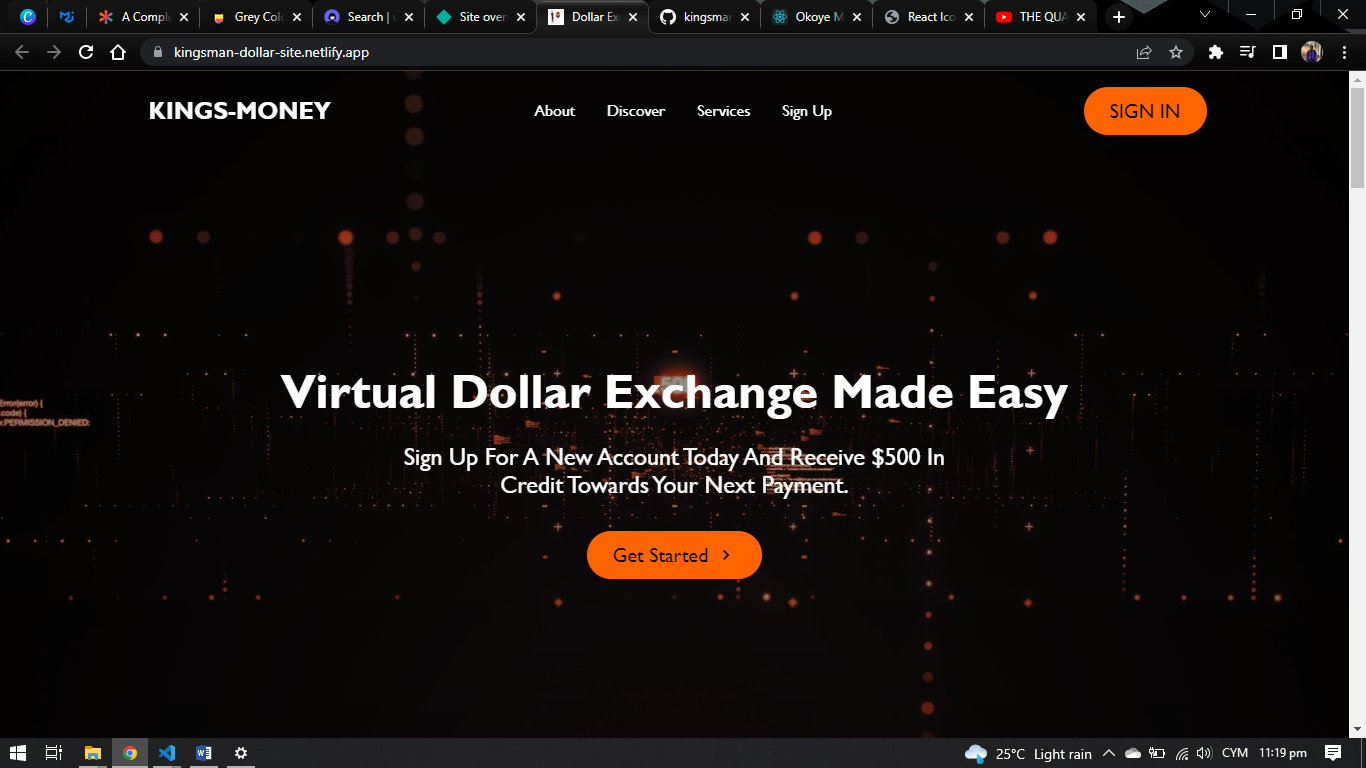 A Comple
Grey Colo
Search | u
Site over
Dollar Ex
kingsmar
Okoye M
React Ico
THE QUA
kingsman-dollar-site.netlify.app
KINGS-MONEY
About
Discover
Services
Sign Up
SIGN IN
Virtual Dollar Exchange Made Easy
Error(error) {
.code) {
r.PERMISSION_DENIED:
Sign Up For A New Account Today And Receive $500 In
Credit Towards Your Next Payment.
Get Started
25°C Light rain
CYM
11:19 pm